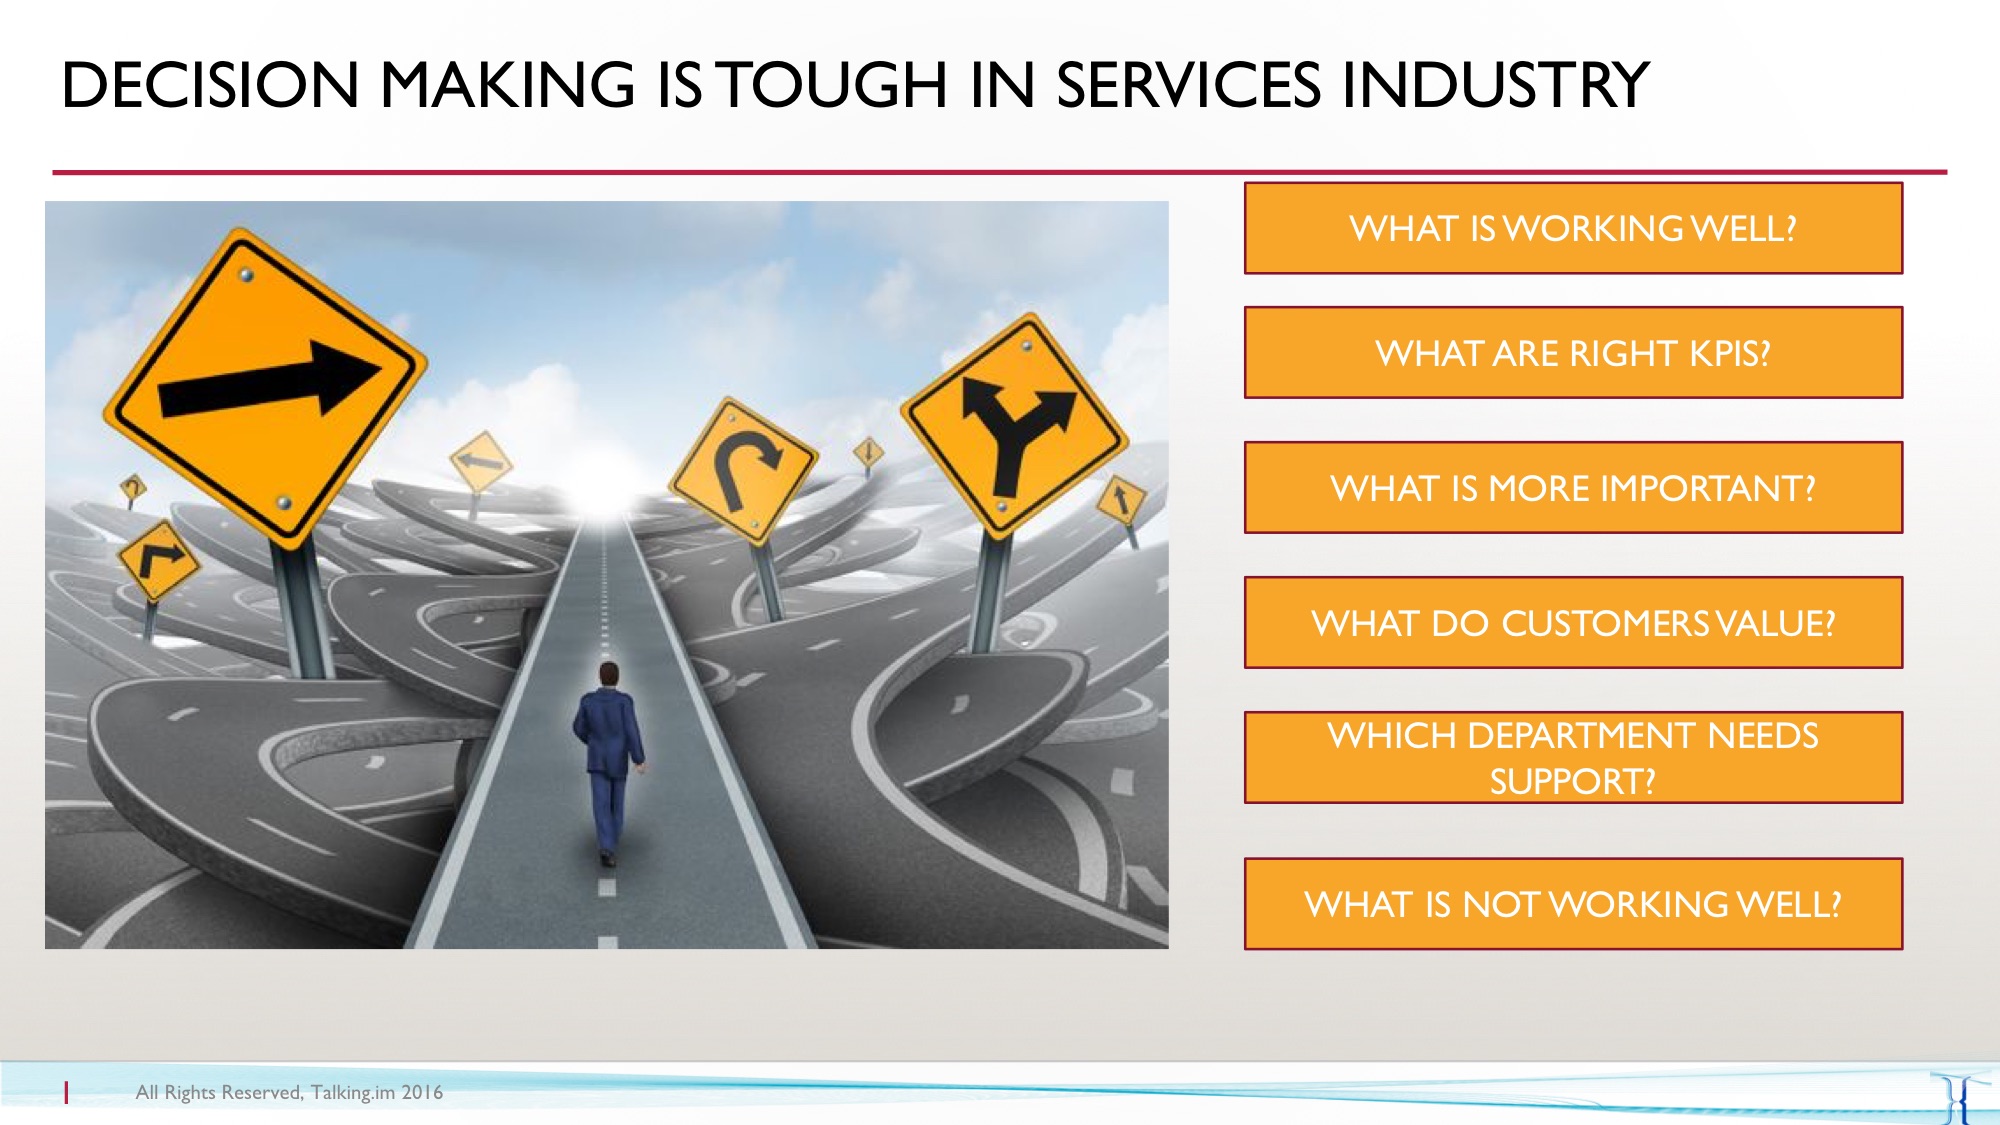 DECISION MAKING IS TOUGH IN SERVICES INDUSTRY
WHAT IS WORKING WELL?
WHAT ARE RIGHT KPIS?
WHAT IS MORE IMPORTANT?
WHAT DO CUSTOMERS VALUE?
WHICH DEPARTMENT NEEDS
SUPPORT?
WHAT IS NOT WORKING WELL?
All Rights Reserved, Talking.im 2016